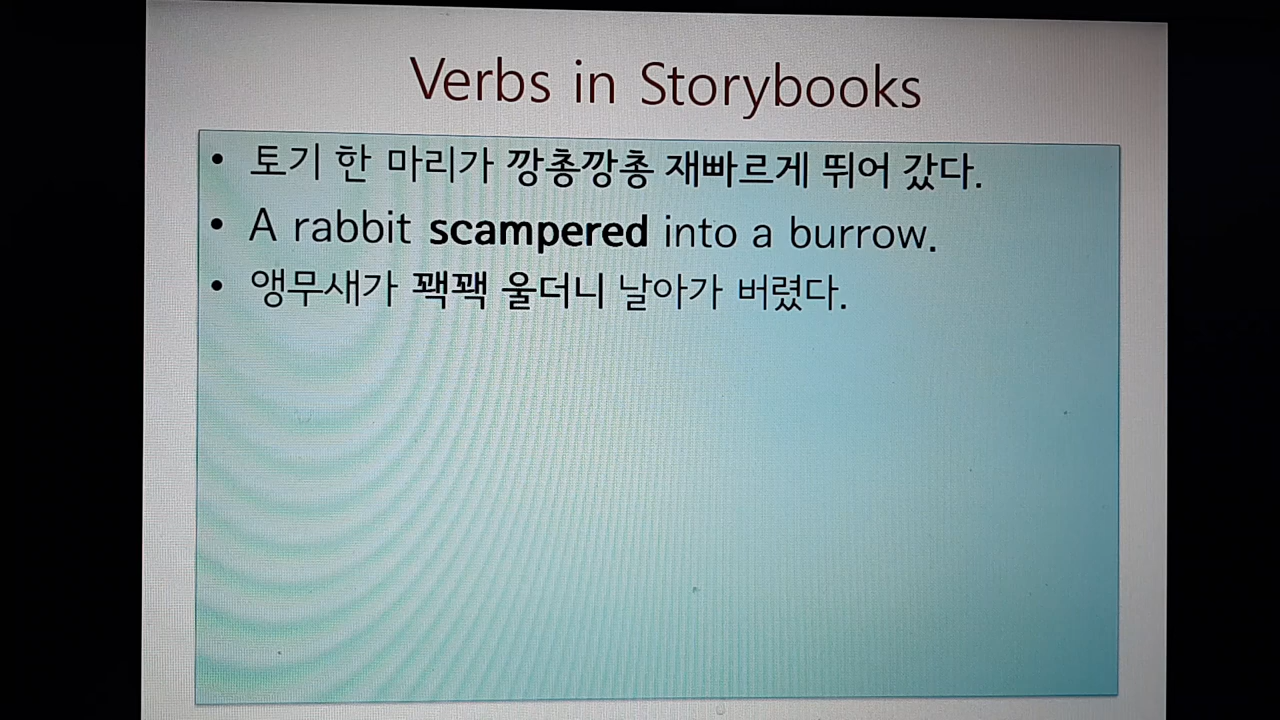 Verbs in Storybooks
• 토기 한 마리가 깡총깡총 재빠르게 뛰어 갔다.
• A rabbit scampered into a burrow.
• 앵무새가 꽥꽥 울더니 날아가 버렸다.